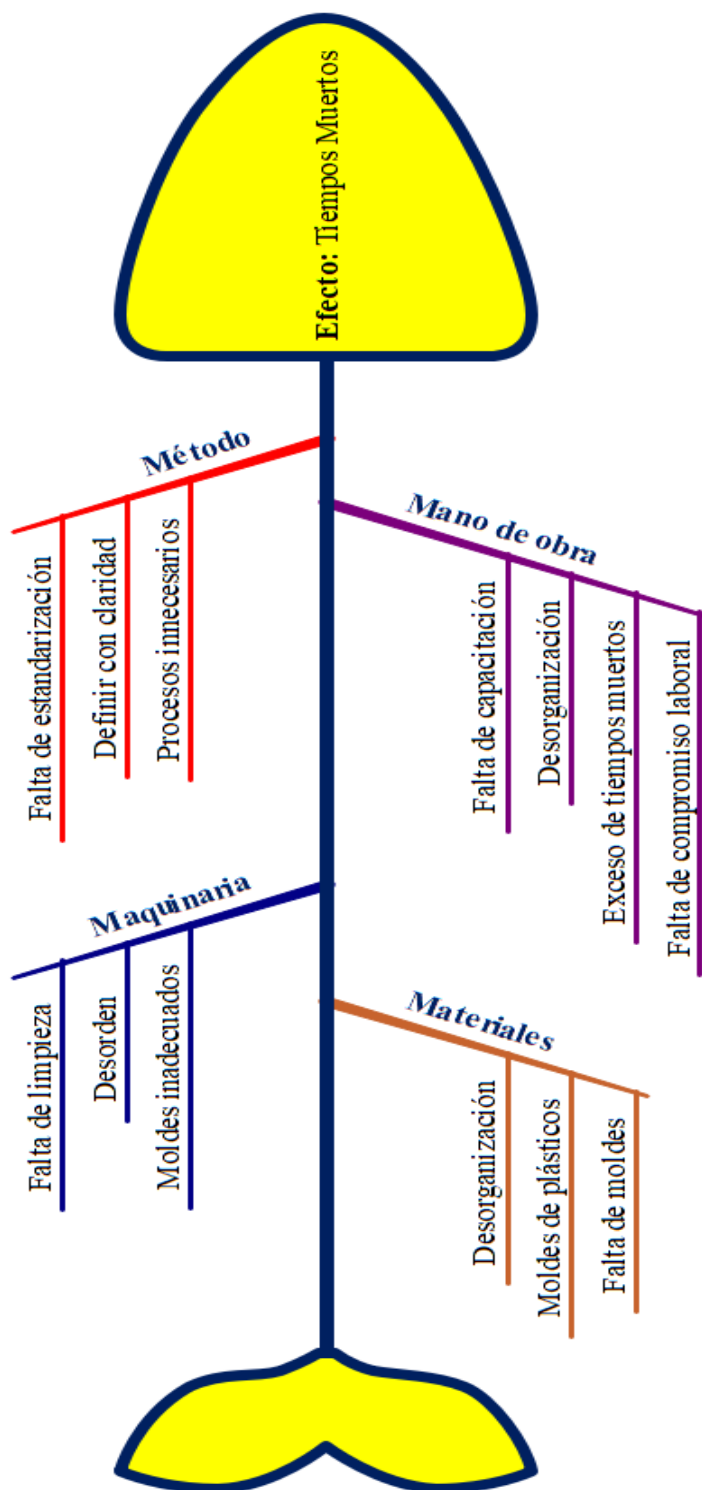 Efecto: Tiempos Muertos
Método
Falta de estandarización
Definir con claridad
Procesos innecesarios
Mano de obra
Falta de capacitación
Desorganización
Exceso de tiempos muertos
Falta de compromiso laboral
Maquinaria
Falta de limpieza
Desorden
Moldes inadecuados
Materiales
Desorganización
Moldes de plásticos
Falta de moldes